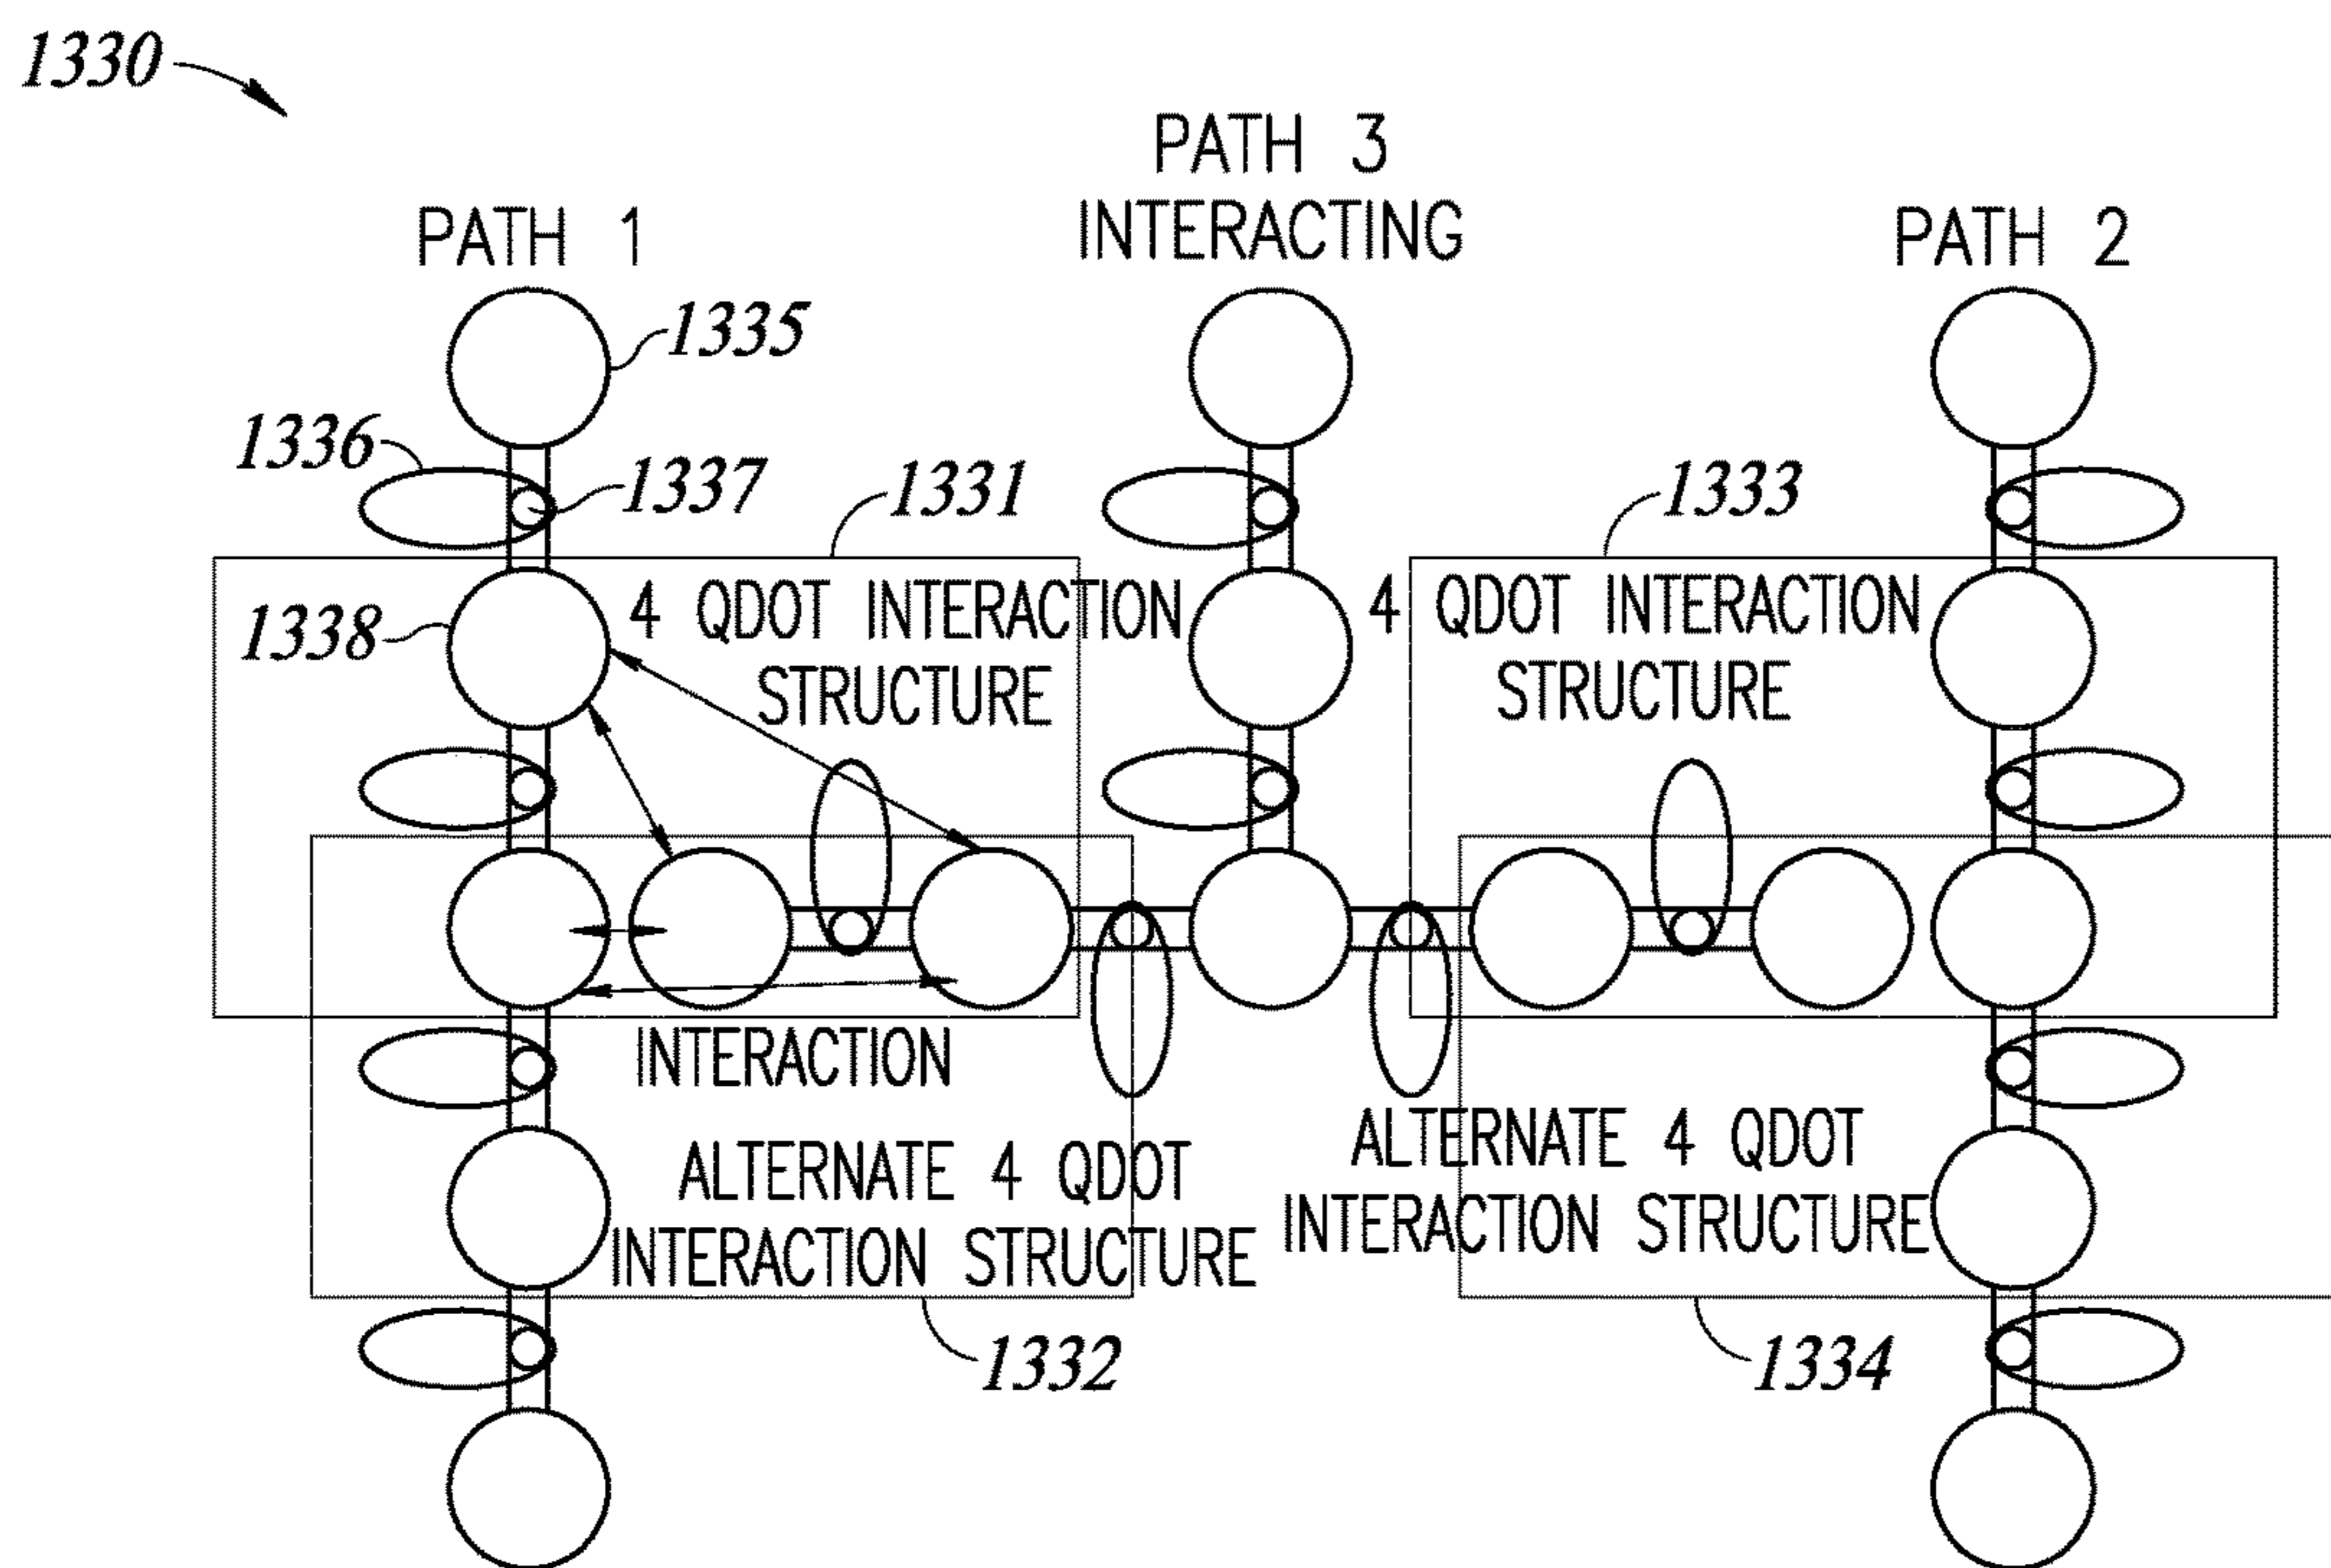 1330
PATH 3
INTERACTING
PATH 1
PATH 2
1335
1336
1337
1331
1333
1338
4 QDOT INTERACTION
STRUCTURE
4 QDOT INTERACTION
STRUCTURE
INTERACTION
ALTERNATE 4 QDOT
INTERACTION STRUCTURE
ALTERNATE 4 QDOT
INTERACTION STRUCTURE
1332
1334